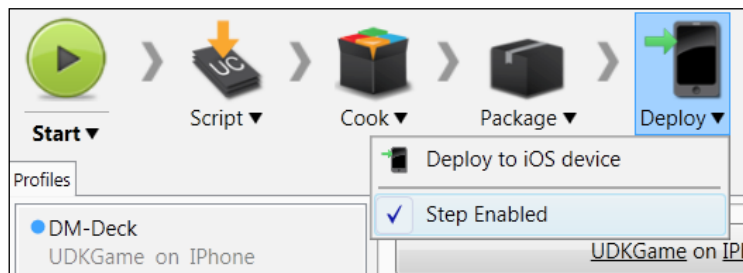 UC
Start ▼
Script ▼
Cook ▼
Package ▼
Deploy ▼
Deploy to iOS device
Step Enabled
Profiles
DM-Deck
UDKGame on IPhone
UDKGame on